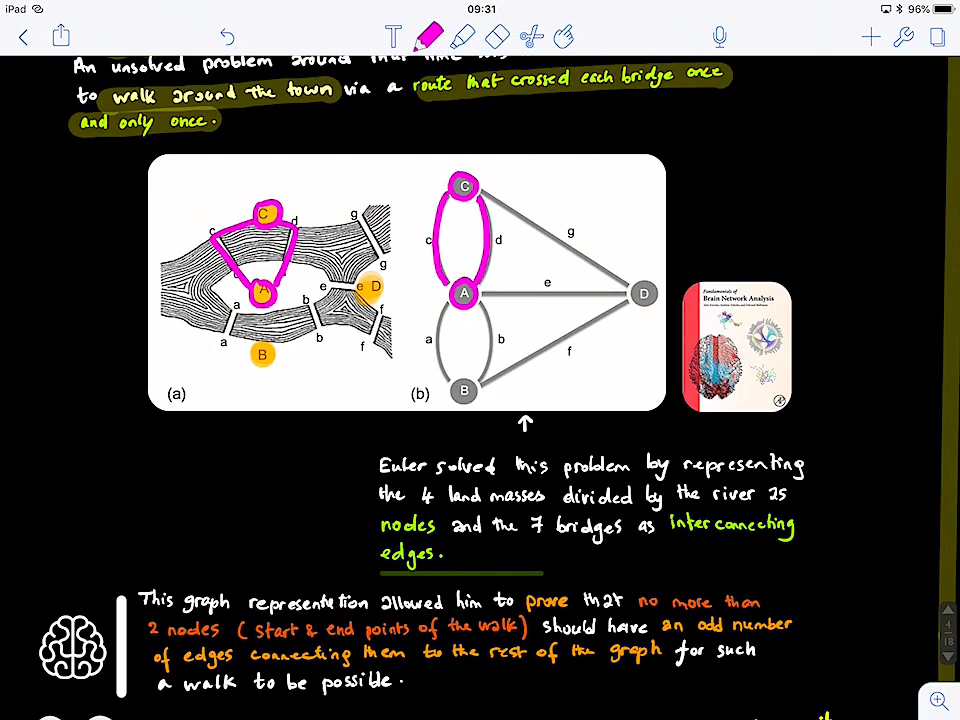 iPad
09:31
96%
T
An unsolved problem around that time was
to walk around the town via a route that crossed each bridge once
and only once.
C
c
d
g
g
A
e
e
D
a
b
f
a
b
f
B
(a)
C
c
d
g
A
e
D
a
b
f
B
(b)
Fundamentals of
Brain Network Analysis
Euler solved this problem by representing
the 4 land masses divided by the river as
nodes and the 7 bridges as interconnecting
edges.
This graph representation allowed him to prove that no more than
2 nodes (start & end points of the walk) should have an odd number
of edges connecting them to the rest of the graph for such
a walk to be possible.
4
18